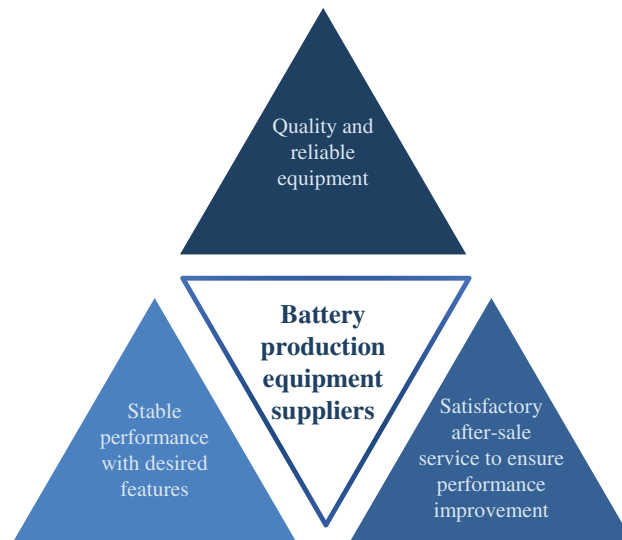 Quality and
reliable
equipment
Battery
production
equipment
suppliers
Stable
performance
with desired
features
Satisfactory
after-sale
service to ensure
performance
improvement